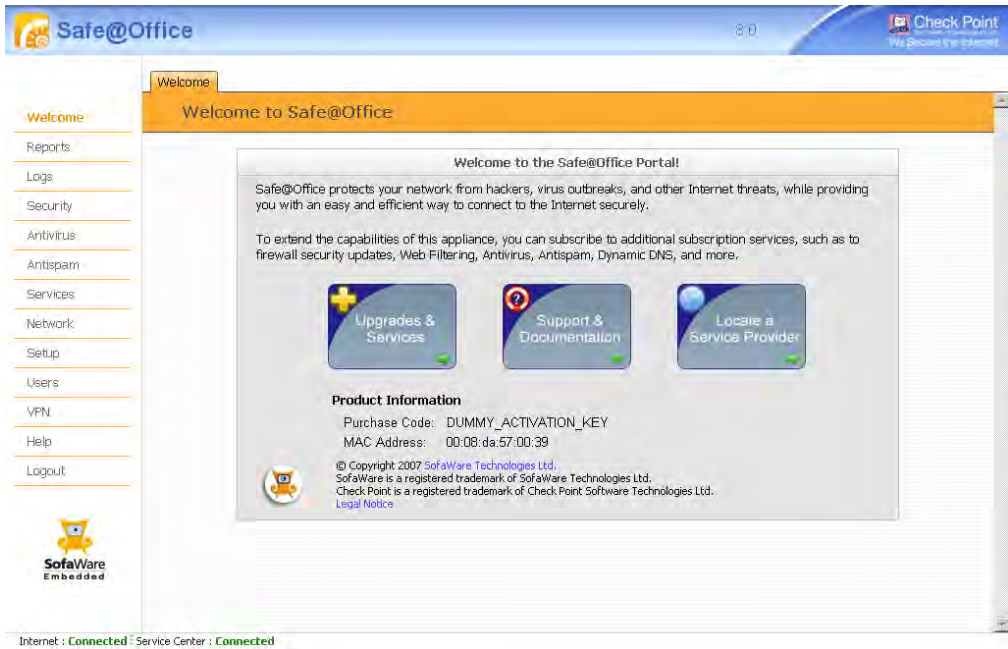 Safe@Office
8.0
Check Point
We Secure the Internet
Welcome
Welcome to Safe@Office
Welcome
Reports
Logs
Security
Antivirus
Antispam
Services
Network
Setup
Users
VPN
Help
Logout
Welcome to the Safe@Office Portal!
Safe@Office protects your network from hackers, virus outbreaks, and other Internet threats, while providing
you with an easy and efficient way to connect to the Internet securely.
To extend the capabilities of this appliance, you can subscribe to additional subscription services, such as to
firewall security updates, Web Filtering, Antivirus, Antispam, Dynamic DNS, and more.
Upgrades &
Services
Support &
Documentation
Locate a
Service Provider
Product Information
Purchase Code: DUMMY_ACTIVATION_KEY
MAC Address: 00:08:da:57:00:39
© Copyright 2007 SofaWare Technologies Ltd.
SofaWare is a registered trademark of SofaWare Technologies Ltd.
Check Point is a registered trademark of Check Point Software Technologies Ltd.
Legal Notice
SofaWare
Embedded
Internet : Connected Service Center : Connected